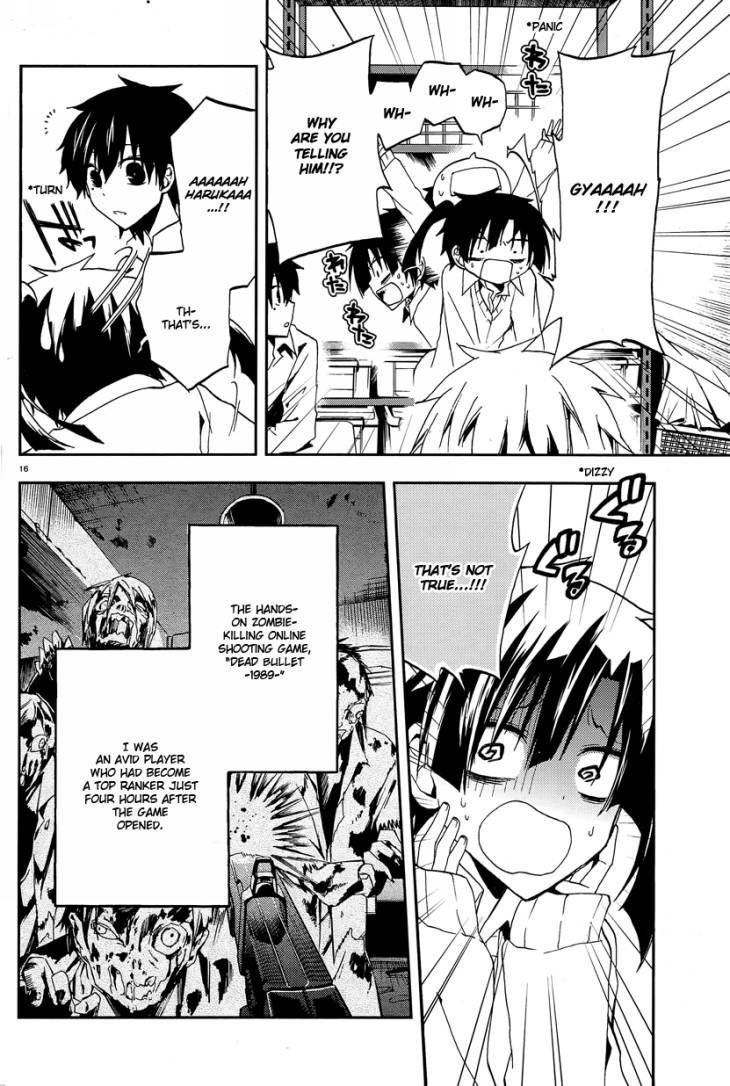 *PANIC
わた
GYAAAAH
!!!
WH-
WH-
WH-
WHY
ARE YOU
TELLING
HIM!!?
わた
わた
AAAAAAH
HARUKAAA
...!!
*TURN
TH-
THAT'S...
16
*DIZZY
ぐる
ぐる
THAT'S NOT
TRUE...!!!
THE HANDS-
ON ZOMBIE-
KILLING ONLINE
SHOOTING GAME,
"DEAD BULLET
-1989-"
I WAS
AN AVID PLAYER
WHO HAD BECOME
A TOP RANKER JUST
FOUR HOURS AFTER
THE GAME
OPENED.